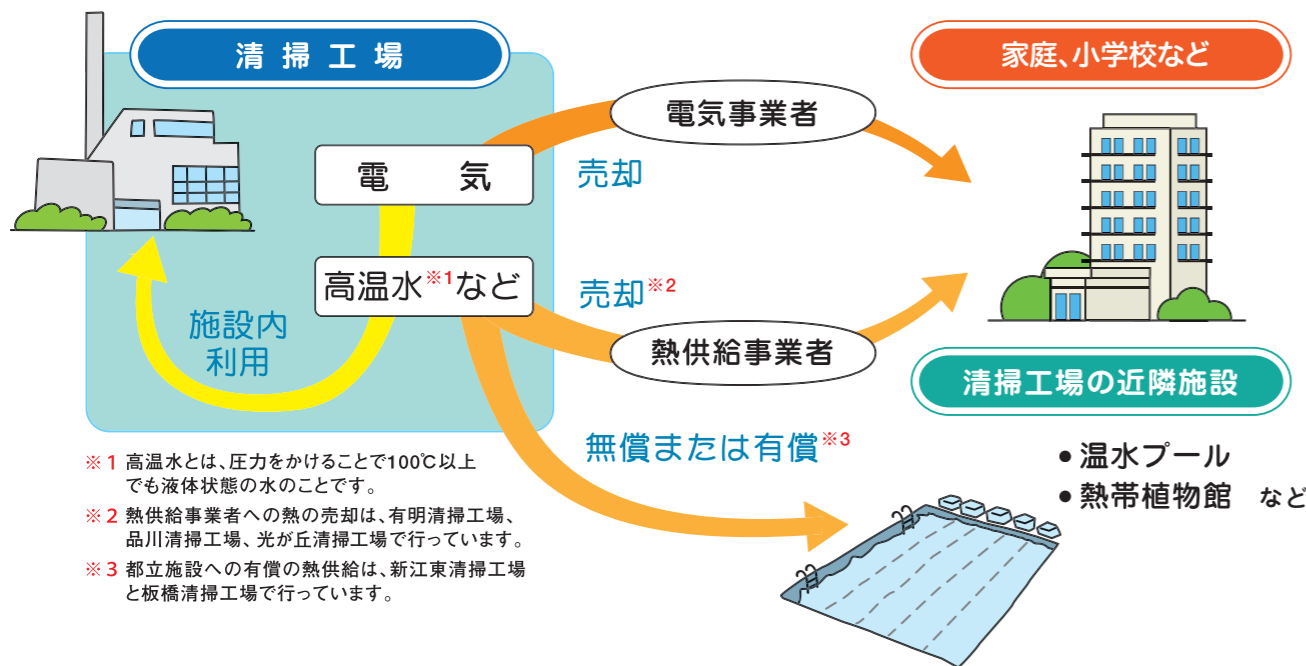 清掃工場
家庭、小学校など
電気事業者
電気
売却
高温水※1など
売却※2
施設内
利用
熱供給事業者
清掃工場の近隣施設
無償または有償※3
● 温水プール
● 熱帯植物館 など
※1 高温水とは、圧力をかけることで100℃以上
でも液体状態の水のことです。
※2 熱供給事業者への熱の売却は、有明清掃工場、
品川清掃工場、光が丘清掃工場で行っています。
※3 都立施設への有償の熱供給は、新江東清掃工場
と板橋清掃工場で行っています。